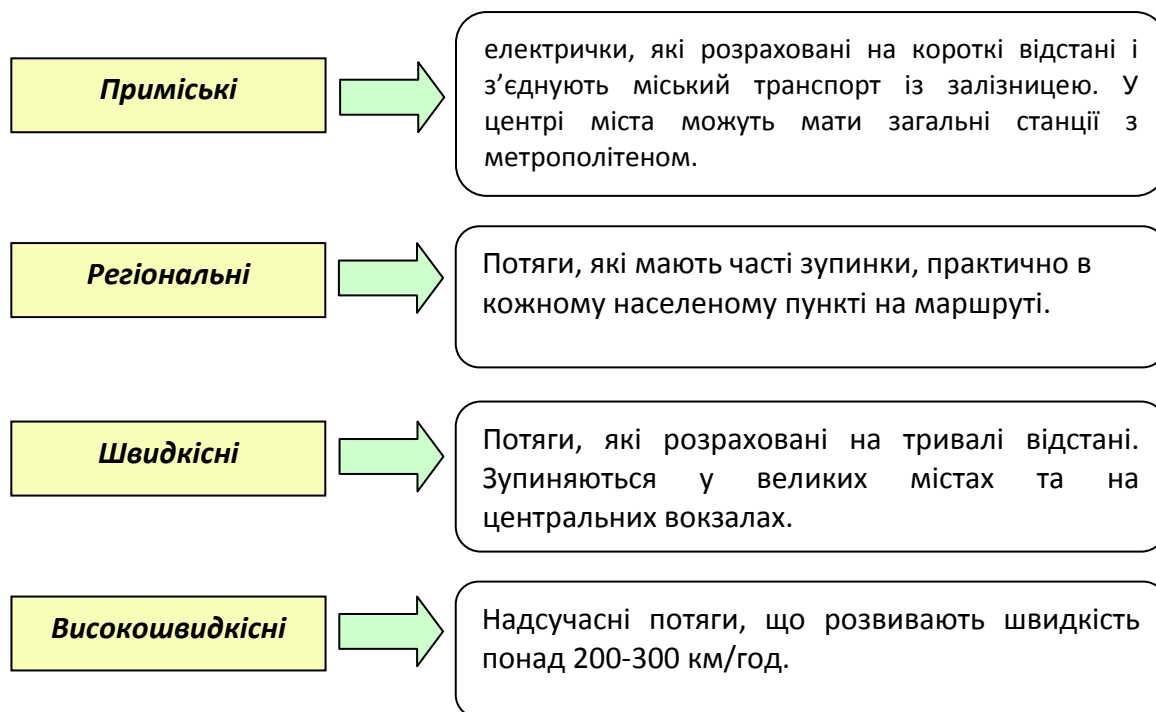 Приміські
електрички, які розраховані на короткі відстані і
з’єднують міський транспорт із залізницею. У
центрі міста можуть мати загальні станції з
метрополітеном.
Регіональні
Потяги, які мають часті зупинки, практично в
кожному населеному пункті на маршруті.
Швидкісні
Потяги, які розраховані на тривалі відстані.
Зупиняються у великих містах та на
центральних вокзалах.
Високошвидкісні
Надсучасні потяги, що розвивають швидкість
понад 200-300 км/год.